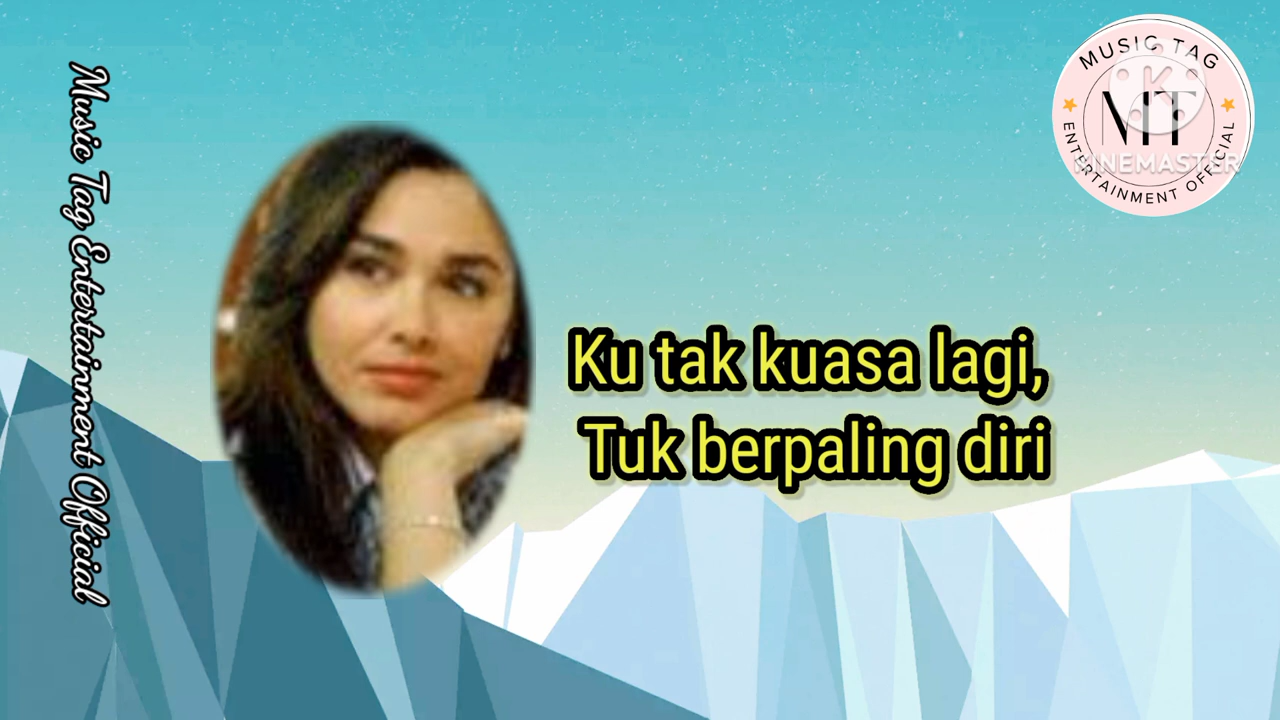 Music Tag Entertainment Official
MUSIC TAG
MT
ENTERTAINMENT OFFICIAL
K
KINEMASTER
Ku tak kuasa lagi,
Tuk berpaling diri